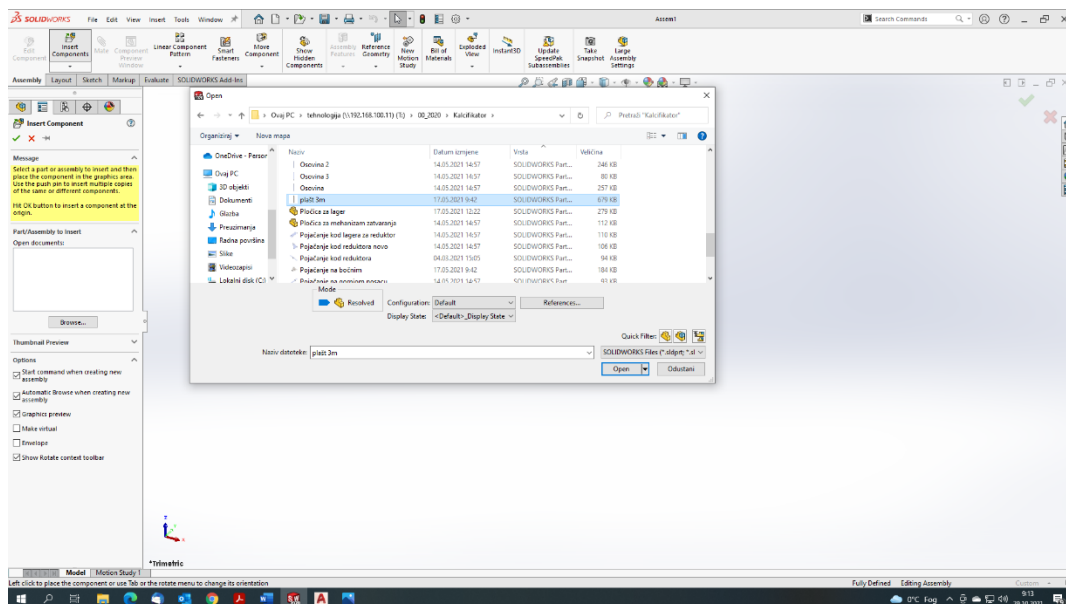 SOLIDWORKS File Edit View Insert Tools Window Assem1 Search Commands
Edit Component Insert Components Mate Component Preview Window Linear Component Pattern Smart Fasteners Move Component Show Hidden Components Assembly Features Reference Geometry New Motion Study Bill of Materials Exploded View Instant3D Update SpeedPak Subassemblies Take Snapshot Large Assembly Settings
Assembly Layout Sketch Markup Evaluate SOLIDWORKS Add-Ins
Open
Ovaj PC › tehnologija (\\192.168.100.11) (T:) › 00_2020 › Kalcifikator ›
Pretraži "Kalcifikator"
Organiziraj Nova mapa
Naziv Datum izmjene Vrsta Veličina
OneDrive - Person
Ovaj PC
3D objekti
Dokumenti
Glazba
Preuzimanja
Radna površina
Slike
Videozapisi
Lokalni disk (C:)
Osovina 2 14.05.2021 14:57 SOLIDWORKS Part... 246 KB
Osovina 3 14.05.2021 14:57 SOLIDWORKS Part... 80 KB
Osovina 14.05.2021 14:57 SOLIDWORKS Part... 257 KB
plašt 3m 17.05.2021 9:42 SOLIDWORKS Part... 679 KB
Pločica za lager 17.05.2021 12:22 SOLIDWORKS Part... 279 KB
Pločica za mehanizam zatvaranja 14.05.2021 14:57 SOLIDWORKS Part... 112 KB
Pojačanje kod lagera za reduktor 14.05.2021 14:57 SOLIDWORKS Part... 110 KB
Pojačanje kod reduktora novo 14.05.2021 14:57 SOLIDWORKS Part... 106 KB
Pojačanje kod reduktora 04.03.2021 15:05 SOLIDWORKS Part... 94 KB
Pojačanje na bočnim 17.05.2021 9:42 SOLIDWORKS Part... 184 KB
14.05.2021 14:57 SOLIDWORKS Part... 93 KB
Mode
Resolved
Configuration: Default
References...
Display State: <Default>_Display State
Quick Filter:
Naziv datoteke: plašt 3m
SOLIDWORKS Files (*.sldprt; *.sl
Open Odustani
Insert Component
Message
Select a part or assembly to insert and then
place the component in the graphics area.
Use the push pin to insert multiple copies
of the same or different components.
Hit OK button to insert a component at the
origin.
Part/Assembly to Insert
Open documents:
Browse...
Thumbnail Preview
Options
Start command when creating new
assembly
Automatic Browse when creating new
assembly
Graphics preview
Make virtual
Envelope
Show Rotate context toolbar
*Trimetric
Model Motion Study 1
Left click to place the component or use Tab or the rotate menu to change its orientation
Fully Defined Editing Assembly Custom
0°C Fog 9:13